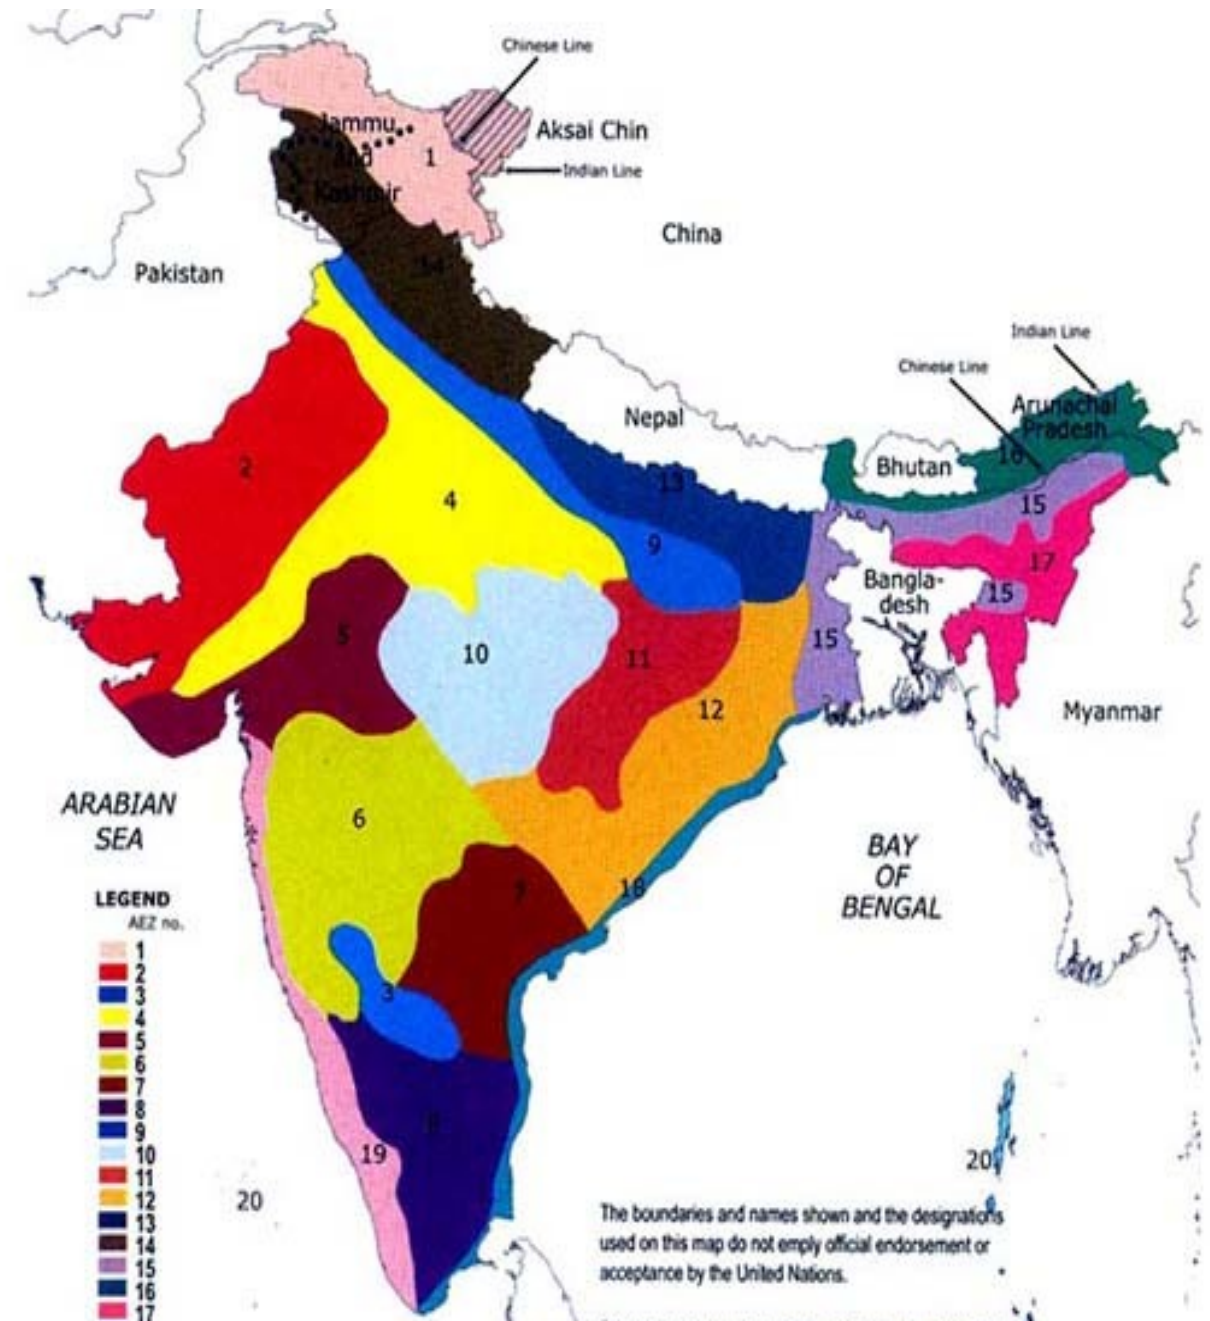 Chinese Line
Aksai Chin
Indian Line
Jammu
and
Kashmir
1
14
China
Pakistan
Indian Line
Chinese Line
Arunachal
Pradesh
Nepal
Bhutan
16
2
4
13
15
9
17
Bangla-
desh
15
5
10
11
15
12
Myanmar
ARABIAN
SEA
6
BAY
OF
BENGAL
7
18
3
8
19
20
20
LEGEND
AEZ no.
1
2
3
4
5
6
7
8
9
10
11
12
13
14
15
16
17
The boundaries and names shown and the designations
used on this map do not emply official endorsement or
acceptance by the United Nations.